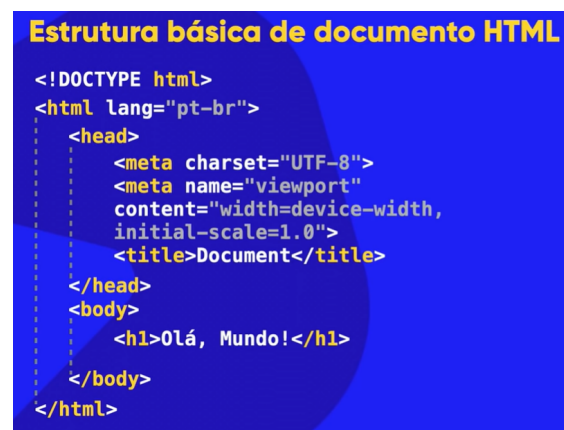 Estrutura básica de documento HTML
<!DOCTYPE html>
<html lang="pt-br">
<head>
<meta charset="UTF-8">
<meta name="viewport"
content="width=device-width,
initial-scale=1.0">
<title>Document</title>
</head>
<body>
<h1>Olá, Mundo!</h1>
</body>
</html>